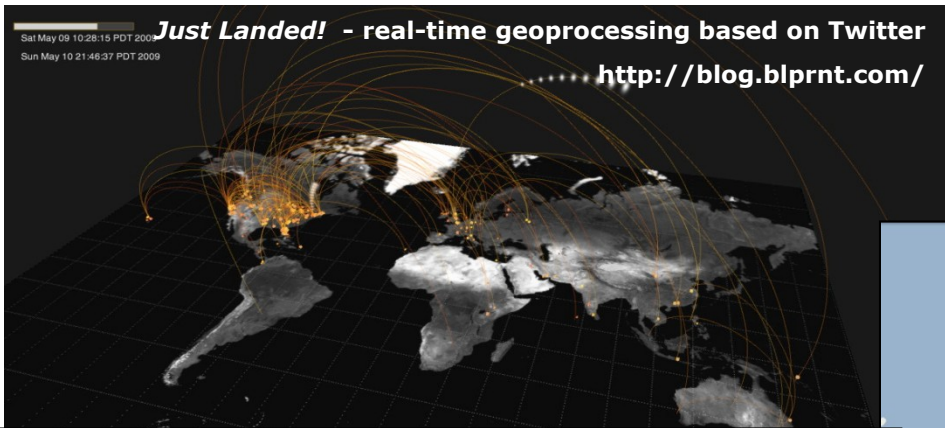 Sat May 09 10:28:15 PDT 2009
Just Landed! - real-time geoprocessing based on Twitter
Sun May 10 21:46:37 PDT 2009
http://blog.blprnt.com/